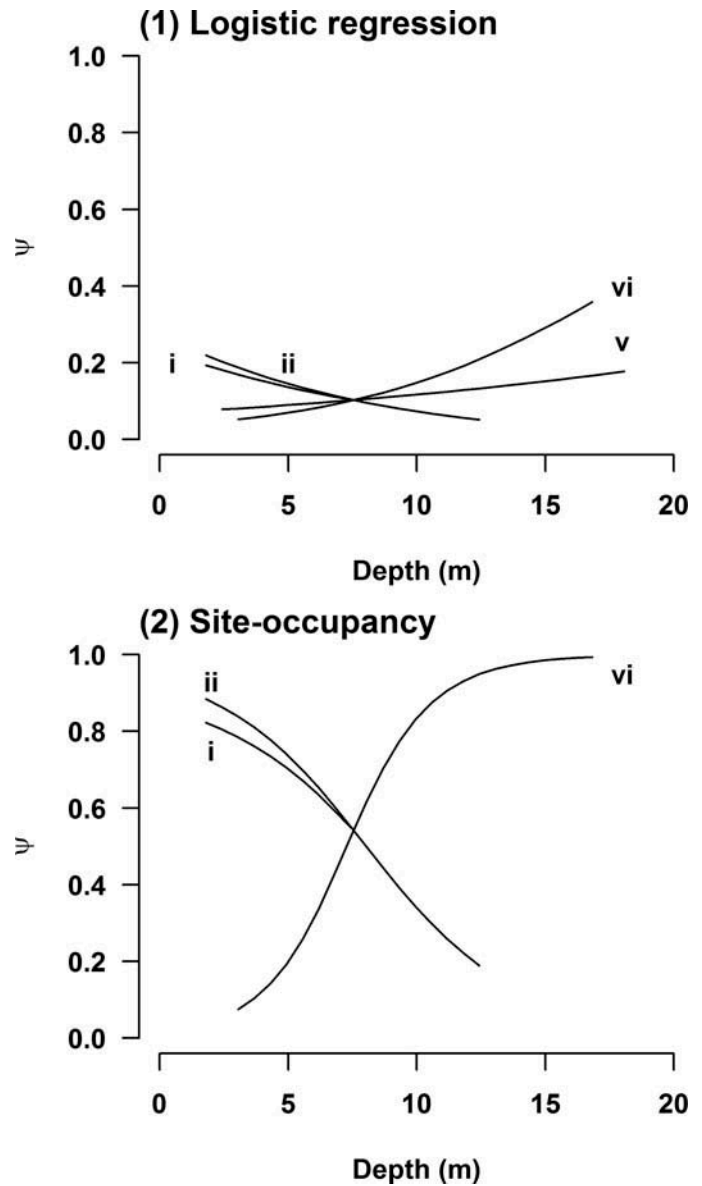 (1) Logistic regression
1.0
0.8
0.6
0.4
0.2
0.0
ψ
i
ii
vi
v
0 5 10 15 20
Depth (m)
(2) Site-occupancy
1.0
0.8
0.6
0.4
0.2
0.0
ψ
ii
i
vi
0 5 10 15 20
Depth (m)